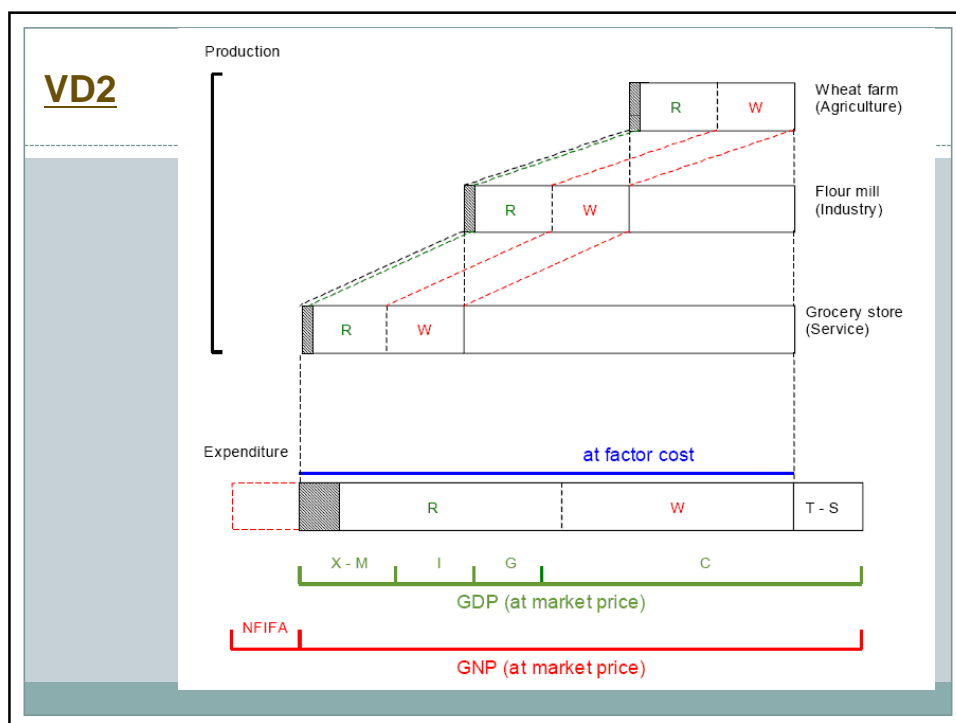 VD2
Production
R W
Wheat farm
(Agriculture)
R W
Flour mill
(Industry)
R W
Grocery store
(Service)
Expenditure
at factor cost
R W T - S
X - M I G C
GDP (at market price)
NFIFA
GNP (at market price)